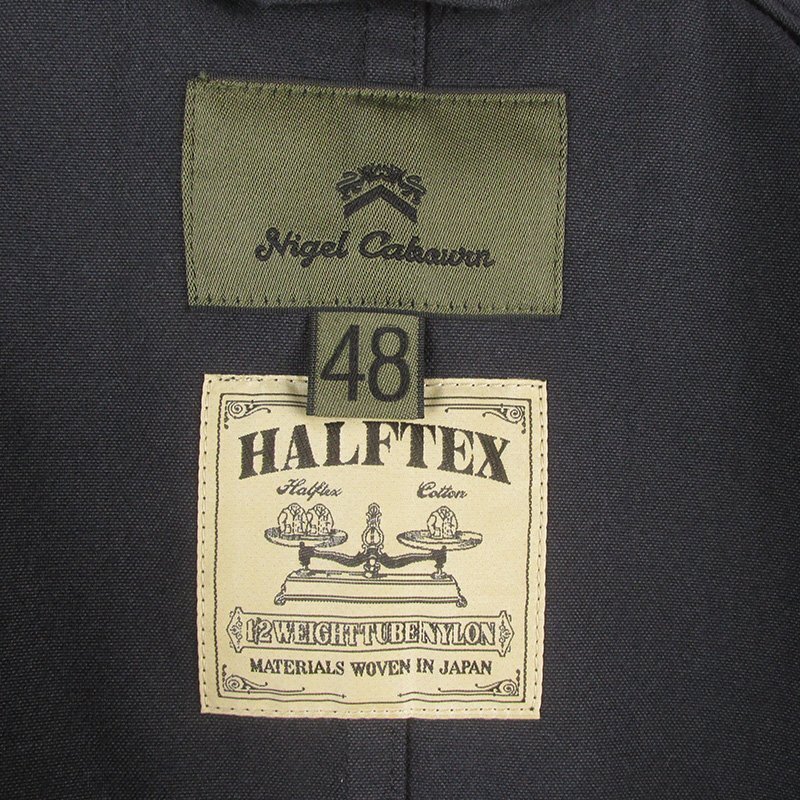 Nigel Cabourn
48
HALFTEX
Halftex Cotton
1/2 WEIGHT TUBE NYLON
MATERIALS WOVEN IN JAPAN